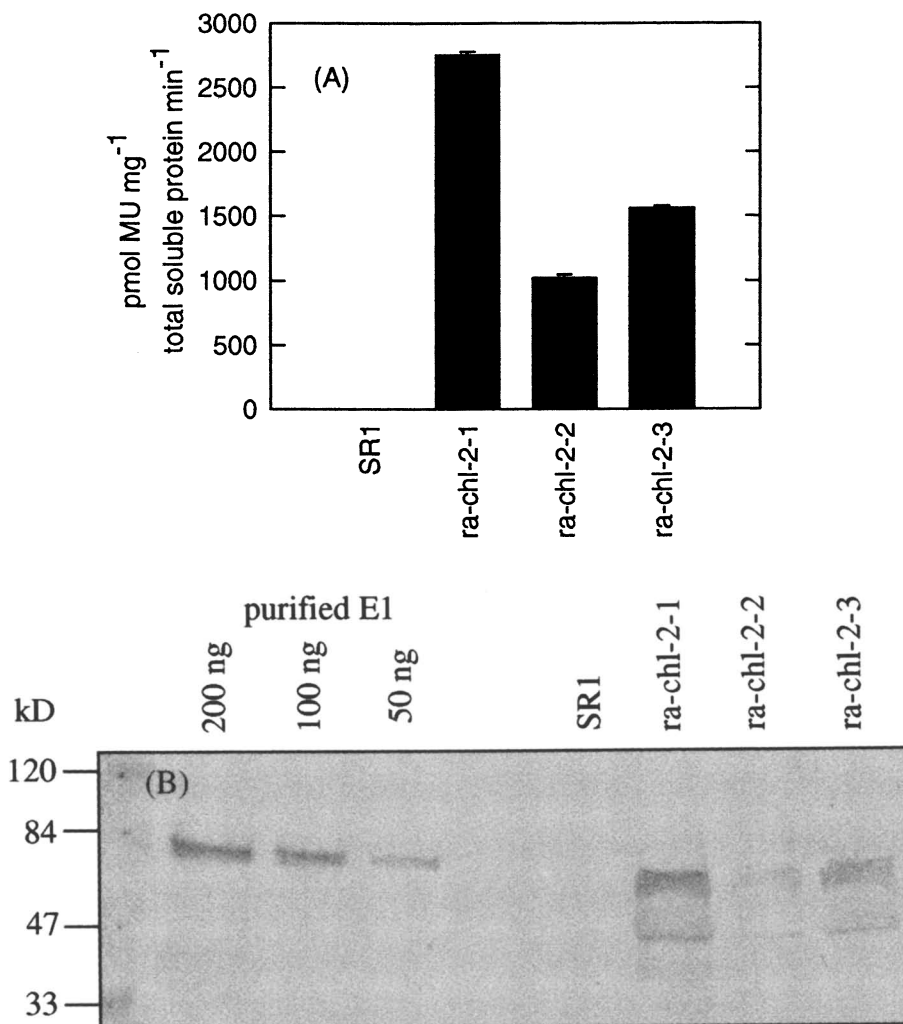 3000
2500
2000
1500
1000
500
0
(A)
pmol MU mg⁻¹
total soluble protein min⁻¹
SR1
ra-chl-2-1
ra-chl-2-2
ra-chl-2-3
purified E1
200 ng
100 ng
50 ng
SR1
ra-chl-2-1
ra-chl-2-2
ra-chl-2-3
kD
(B)
120
84
47
33